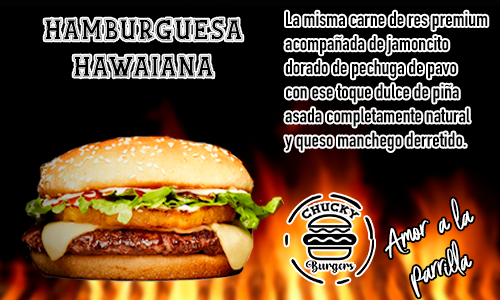 HAMBURGUESA
HAWAIANA
La misma carne de res premium
acompañada de jamoncito
dorado de pechuga de pavo
con ese toque dulce de piña
asada completamente natural
y queso manchego derretido.
CHUCKY
Burgers
Amor a la
parrilla